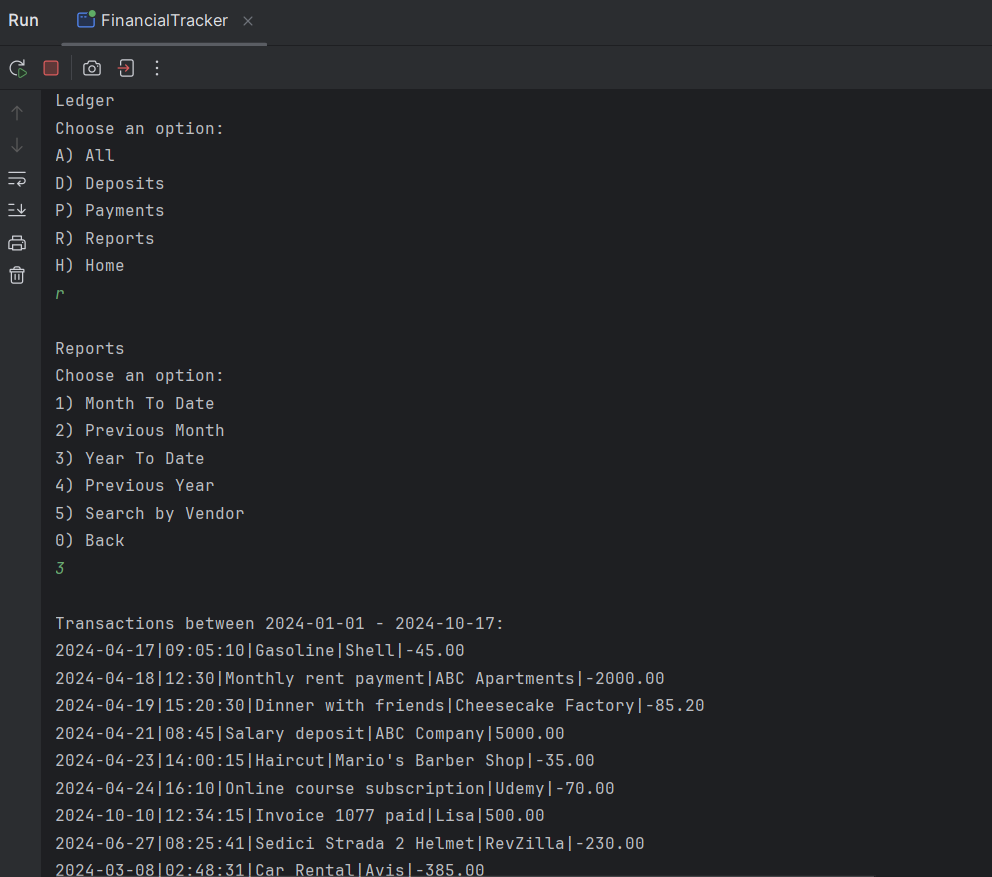 Run FinancialTracker
Ledger
Choose an option:
A) All
D) Deposits
P) Payments
R) Reports
H) Home
r
Reports
Choose an option:
1) Month To Date
2) Previous Month
3) Year To Date
4) Previous Year
5) Search by Vendor
0) Back
3
Transactions between 2024-01-01 - 2024-10-17:
2024-04-17|09:05:10|Gasoline|Shell|-45.00
2024-04-18|12:30|Monthly rent payment|ABC Apartments|-2000.00
2024-04-19|15:20:30|Dinner with friends|Cheesecake Factory|-85.20
2024-04-21|08:45|Salary deposit|ABC Company|5000.00
2024-04-23|14:00:15|Haircut|Mario's Barber Shop|-35.00
2024-04-24|16:10|Online course subscription|Udemy|-70.00
2024-10-10|12:34:15|Invoice 1077 paid|Lisa|500.00
2024-06-27|08:25:41|Sedici Strada 2 Helmet|RevZilla|-230.00
2024-03-08|02:48:31|Car Rental|Avis|-385.00